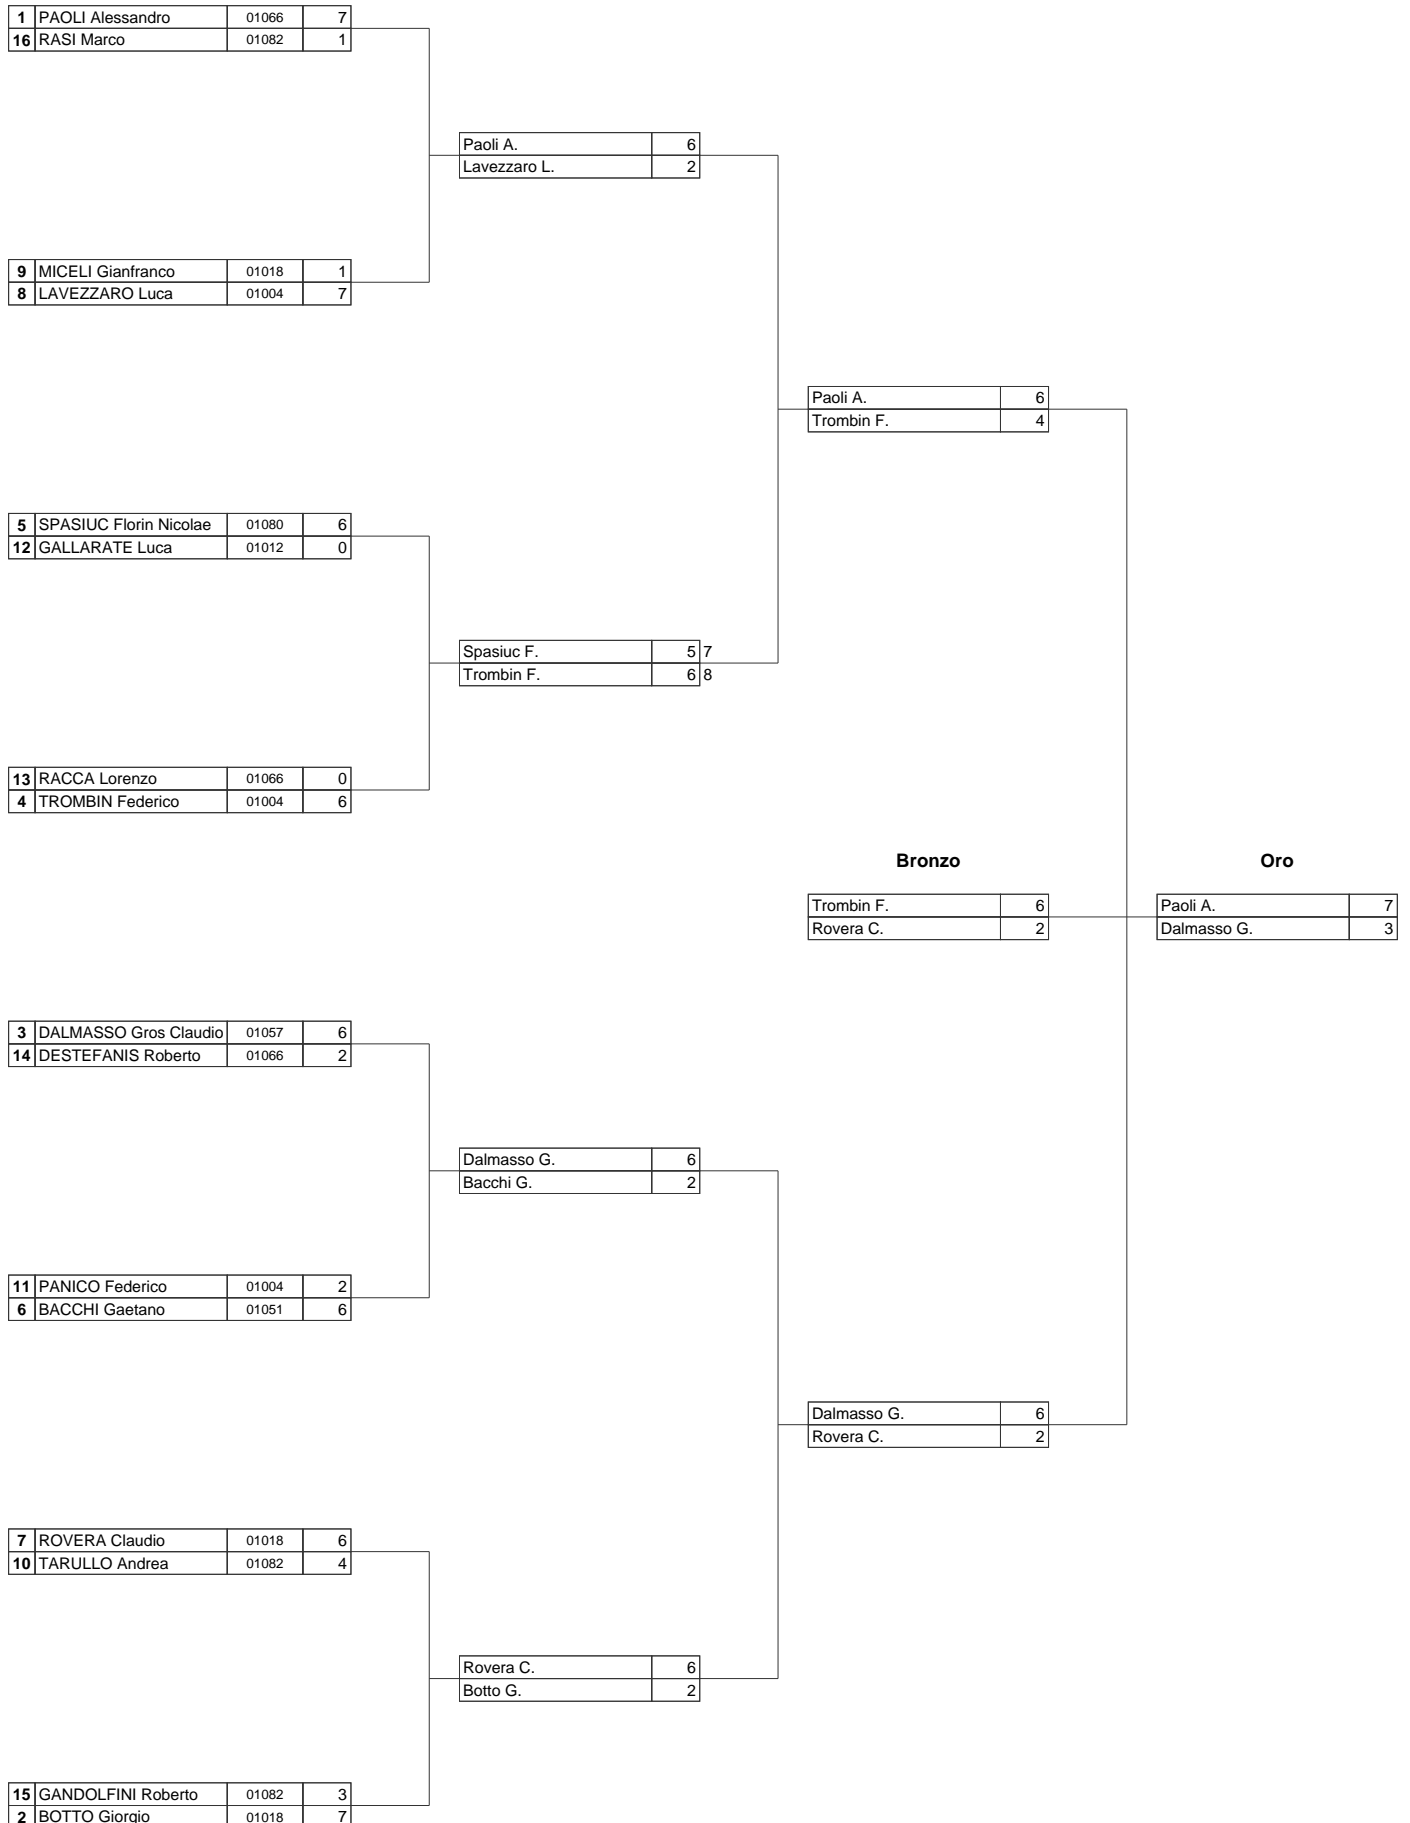 1 PAOLI Alessandro 01066 7
16 RASI Marco 01082 1
Paoli A. 6
Lavezzaro L. 2
9 MICELI Gianfranco 01018 1
8 LAVEZZARO Luca 01004 7
Paoli A. 6
Trombin F. 4
5 SPASIUC Florin Nicolae 01080 6
12 GALLARATE Luca 01012 0
Spasiuc F. 5 7
Trombin F. 6 8
13 RACCA Lorenzo 01066 0
4 TROMBIN Federico 01004 6
Bronzo Oro
Trombin F. 6 Paoli A. 7
Rovera C. 2 Dalmasso G. 3
3 DALMASSO Gros Claudio 01057 6
14 DESTEFANIS Roberto 01066 2
Dalmasso G. 6
Bacchi G. 2
11 PANICO Federico 01004 2
6 BACCHI Gaetano 01051 6
Dalmasso G. 6
Rovera C. 2
7 ROVERA Claudio 01018 6
10 TARULLO Andrea 01082 4
Rovera C. 6
Botto G. 2
15 GANDOLFINI Roberto 01082 3
2 BOTTO Giorgio 01018 7